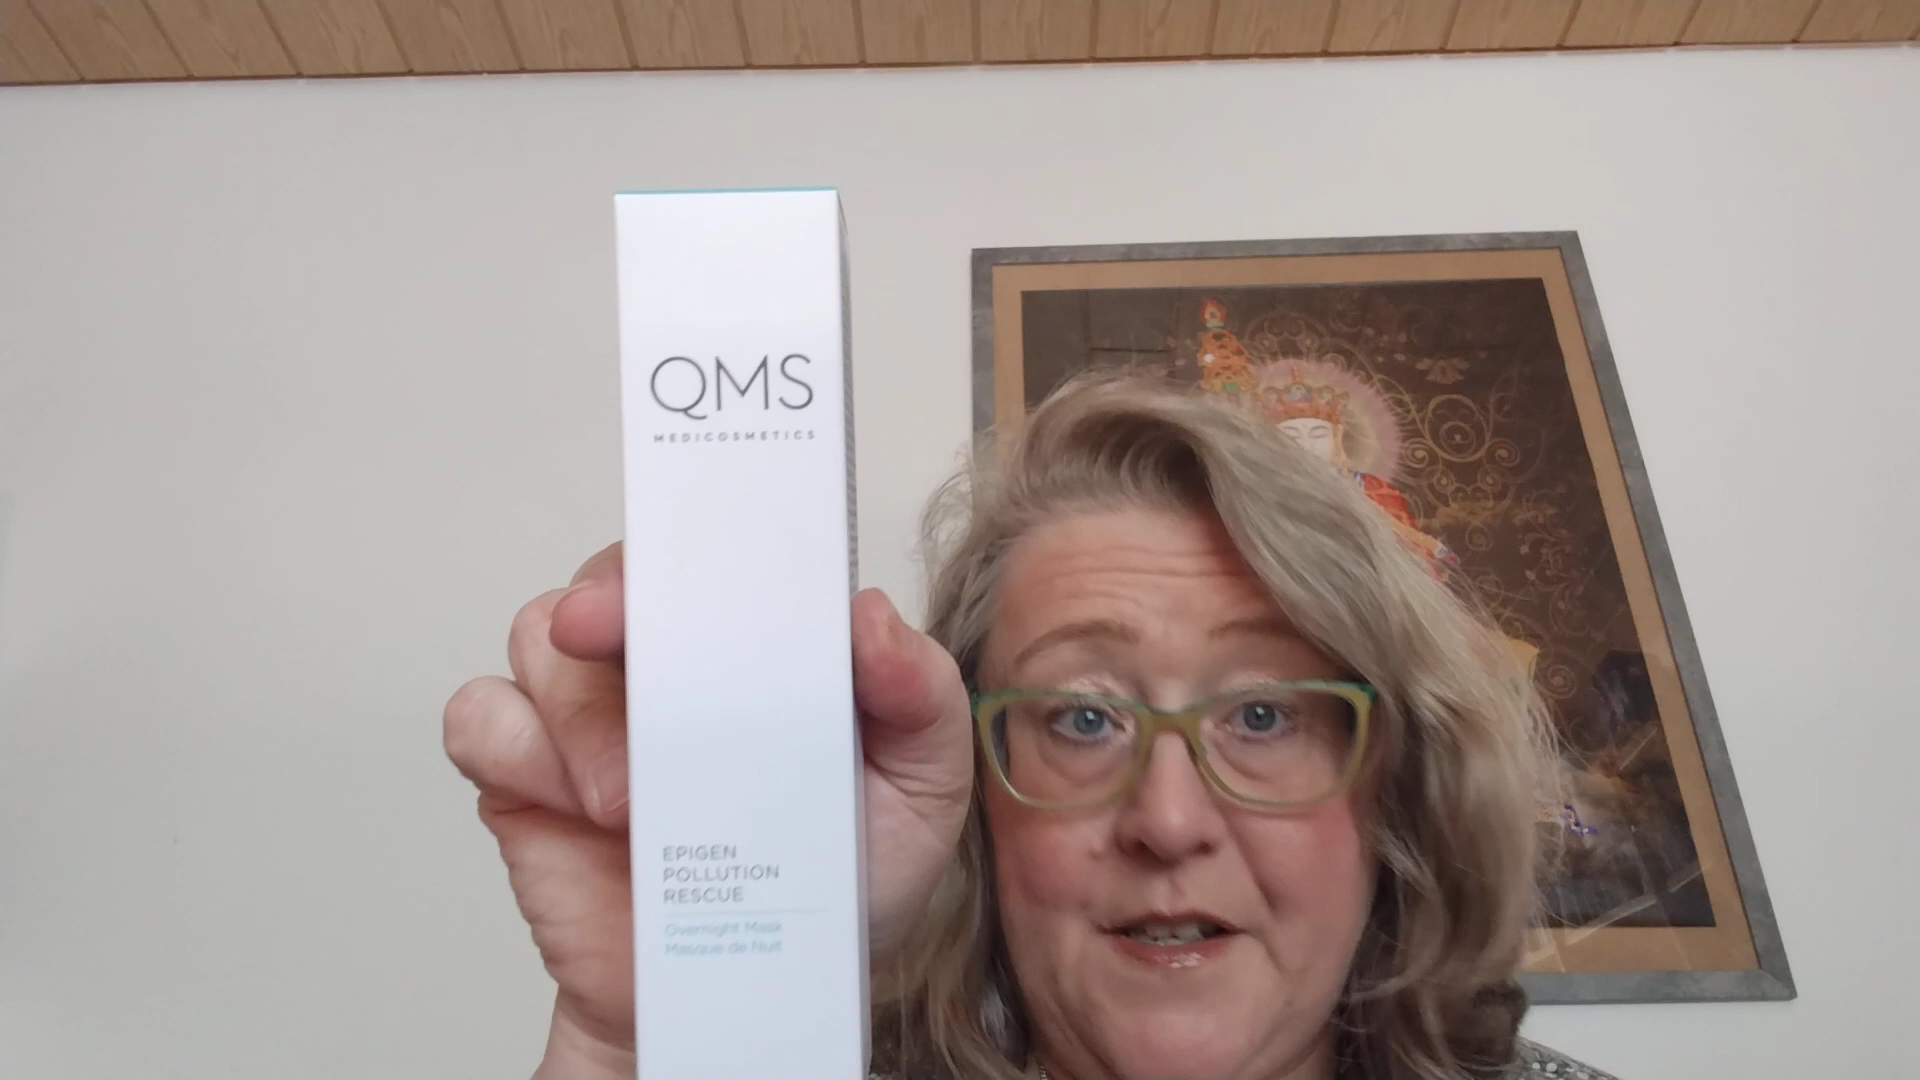 QMS
MEDICOSMETICS
EPIGEN
POLLUTION
RESCUE
Overnight Mask
Masque de Nuit